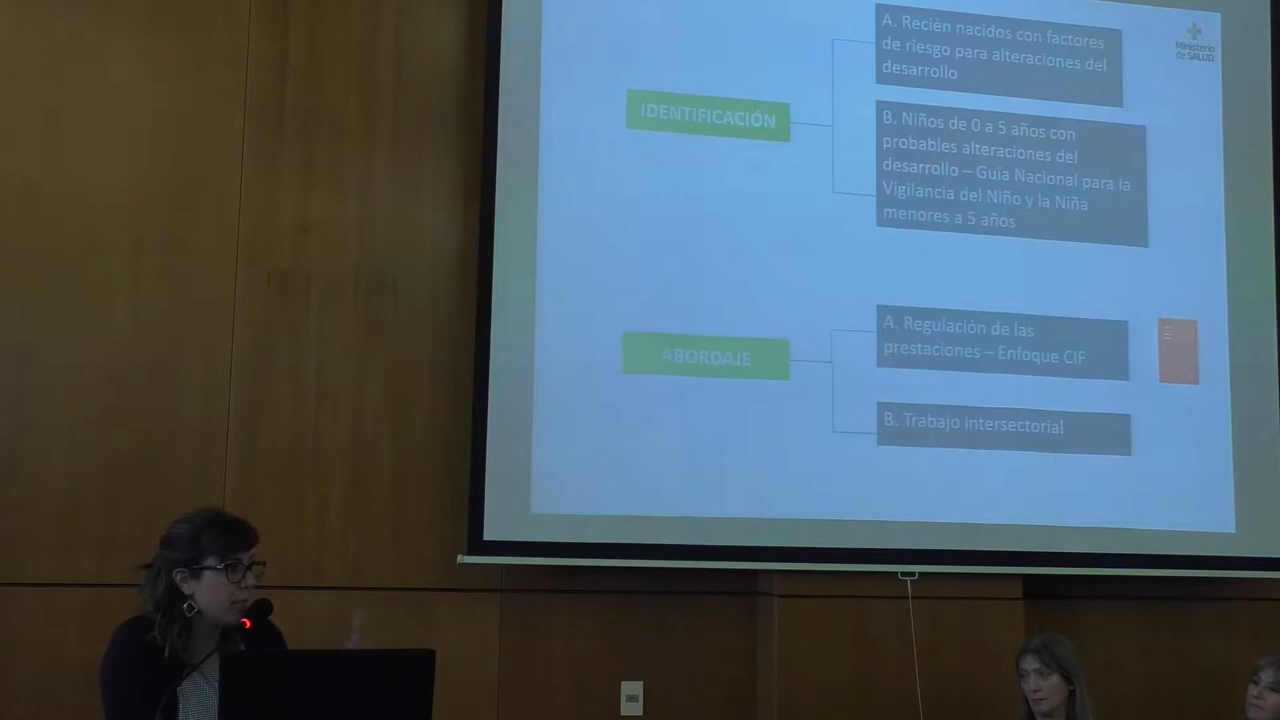 A. Recién nacidos con factores
de riesgo para alteraciones del
desarrollo
Ministerio
de SALUD
IDENTIFICACIÓN
B. Niños de 0 a 5 años con
probables alteraciones del
desarrollo – Guía Nacional para la
Vigilancia del Niño y la Niña
menores a 5 años
A. Regulación de las
prestaciones – Enfoque CIF
ABORDAJE
B. Trabajo intersectorial